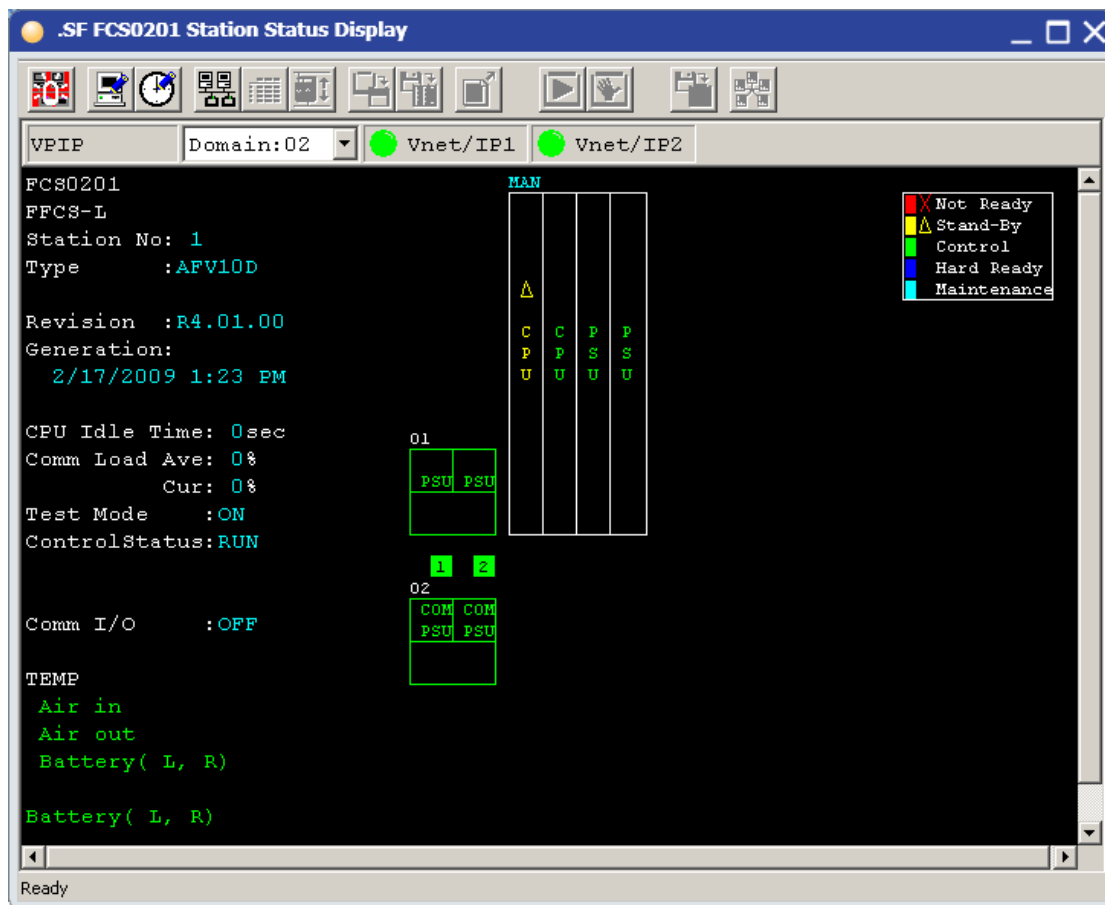 .SF FCS0201 Station Status Display
VPIP Domain:02 Vnet/IP1 Vnet/IP2
FCS0201
FFCS-L
Station No: 1
Type :AFV10D
Revision :R4.01.00
Generation:
2/17/2009 1:23 PM
CPU Idle Time: 0sec
Comm Load Ave: 0%
Cur: 0%
Test Mode :ON
ControlStatus:RUN
Comm I/O :OFF
TEMP
Air in
Air out
Battery( L, R)
Battery( L, R)
MAN
CPU CPU PSU PSU
01
PSU PSU
1 2
02
COM COM
PSU PSU
Not Ready
Stand-By
Control
Hard Ready
Maintenance
Ready